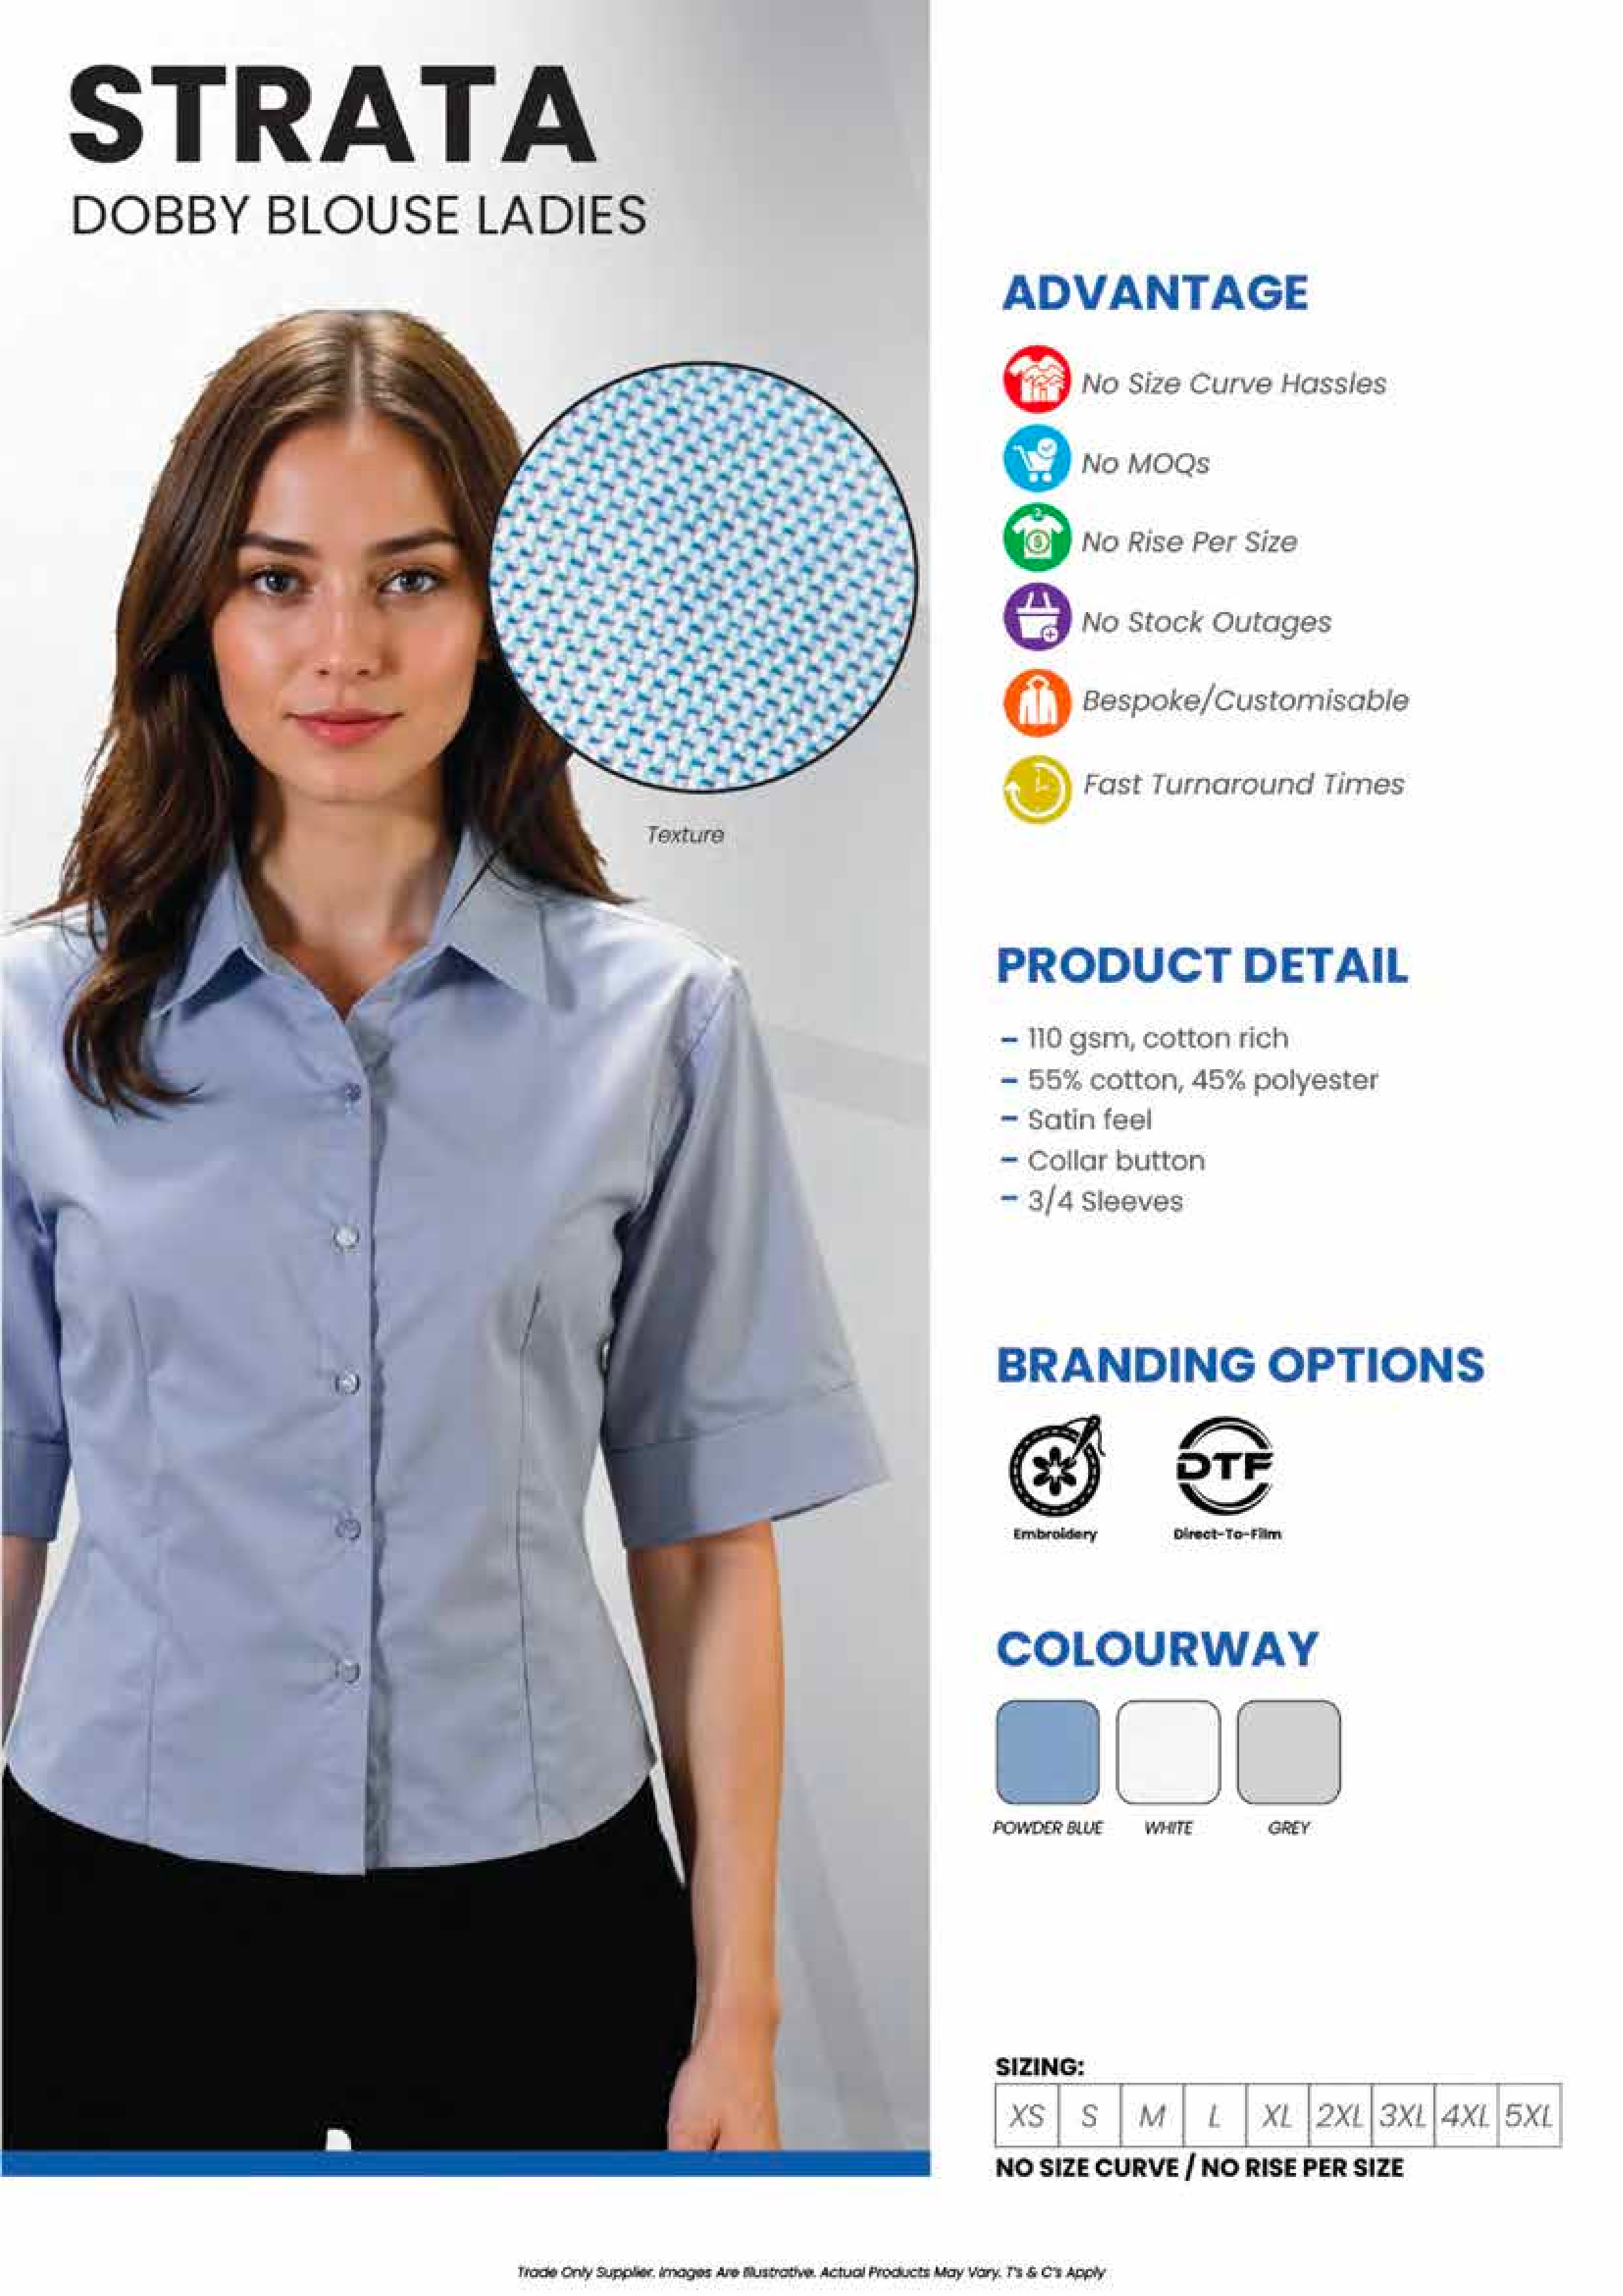 STRATA
DOBBY BLOUSE LADIES
Texture
ADVANTAGE
No Size Curve Hassles
No MOQs
No Rise Per Size
No Stock Outages
Bespoke/Customisable
Fast Turnaround Times
PRODUCT DETAIL
– 110 gsm, cotton rich
– 55% cotton, 45% polyester
– Satin feel
– Collar button
– 3/4 Sleeves
BRANDING OPTIONS
DTF
Embroidery Direct-To-Film
COLOURWAY
POWDER BLUE WHITE GREY
SIZING:
XS S M L XL 2XL 3XL 4XL 5XL
NO SIZE CURVE / NO RISE PER SIZE
Trade Only Supplier. Images Are Illustrative. Actual Products May Vary. T's & C's Apply